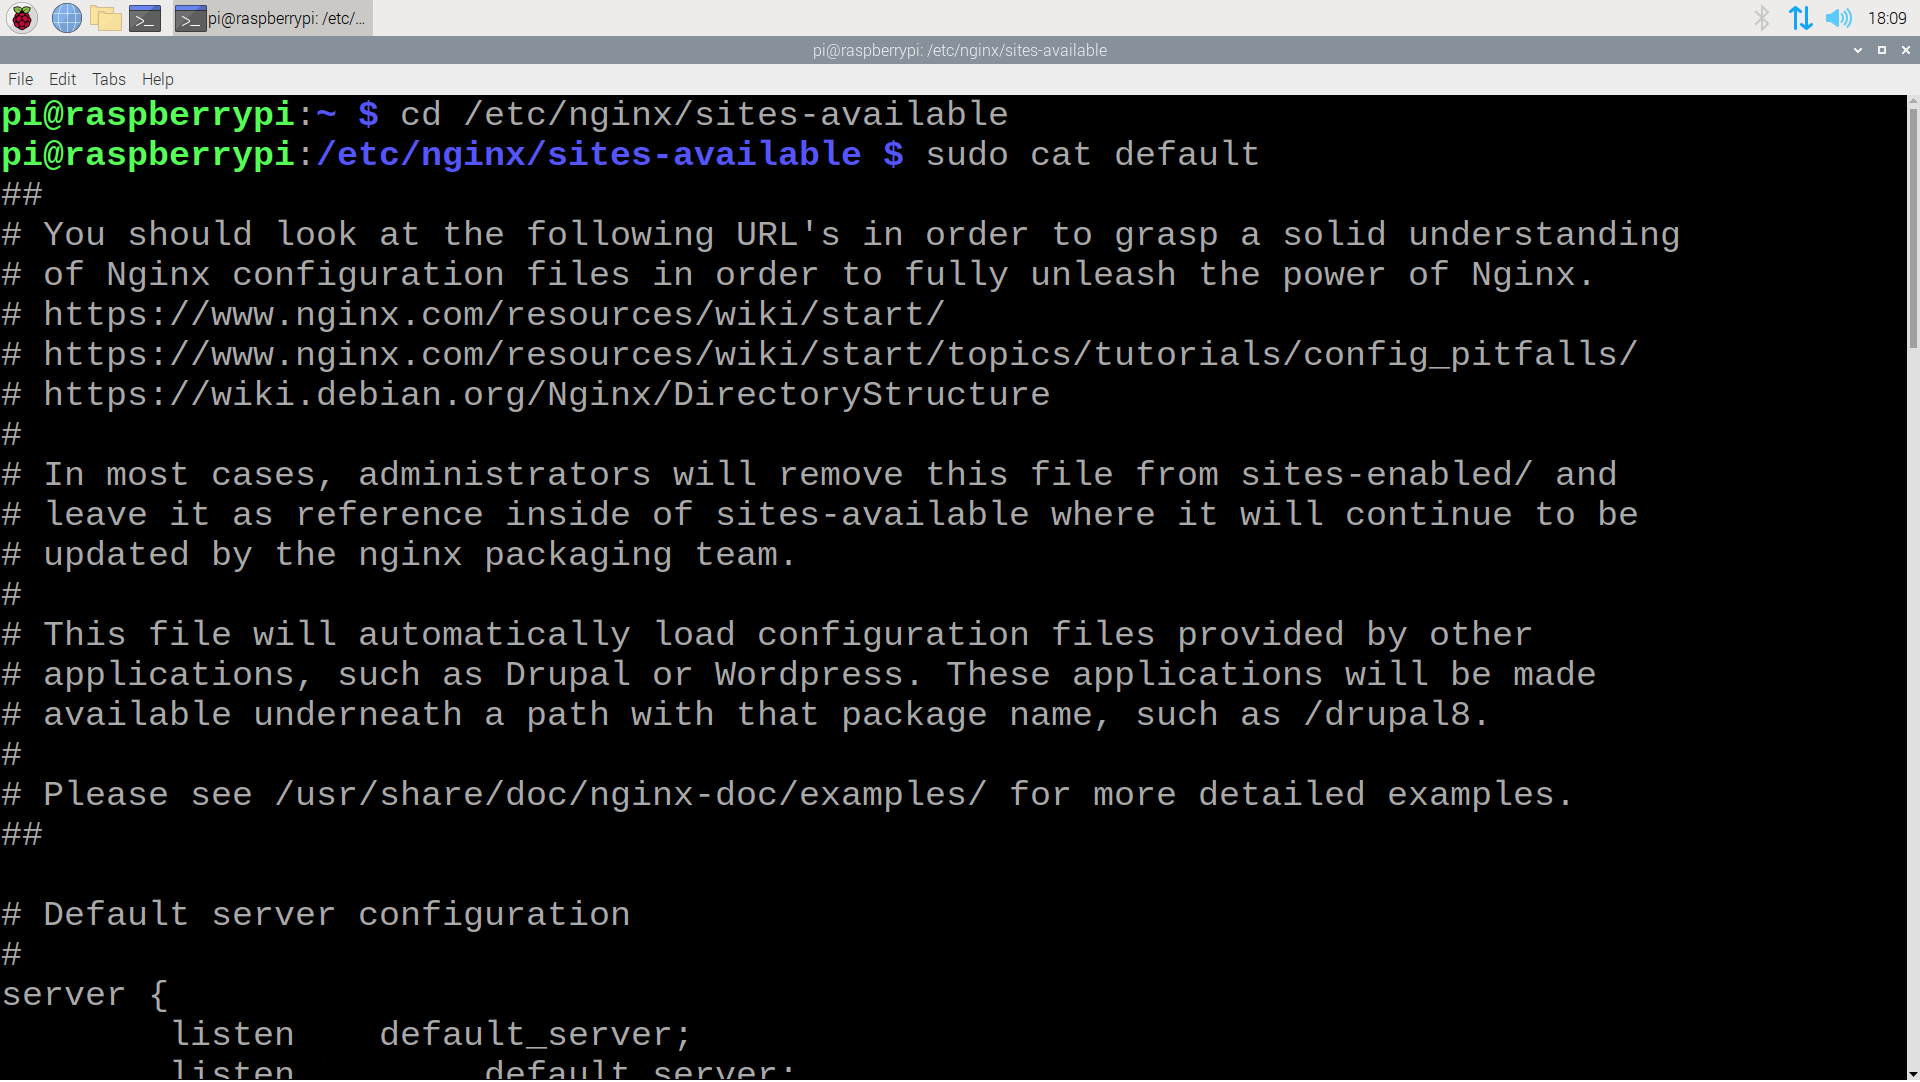 pi@raspberrypi: /etc/... 18:09
pi@raspberrypi: /etc/nginx/sites-available
File Edit Tabs Help
pi@raspberrypi:~ $ cd /etc/nginx/sites-available
pi@raspberrypi:/etc/nginx/sites-available $ sudo cat default
##
# You should look at the following URL's in order to grasp a solid understanding
# of Nginx configuration files in order to fully unleash the power of Nginx.
# https://www.nginx.com/resources/wiki/start/
# https://www.nginx.com/resources/wiki/start/topics/tutorials/config_pitfalls/
# https://wiki.debian.org/Nginx/DirectoryStructure
#
# In most cases, administrators will remove this file from sites-enabled/ and
# leave it as reference inside of sites-available where it will continue to be
# updated by the nginx packaging team.
#
# This file will automatically load configuration files provided by other
# applications, such as Drupal or Wordpress. These applications will be made
# available underneath a path with that package name, such as /drupal8.
#
# Please see /usr/share/doc/nginx-doc/examples/ for more detailed examples.
##

# Default server configuration
#
server {
        listen    default_server;
        listen         default_server;